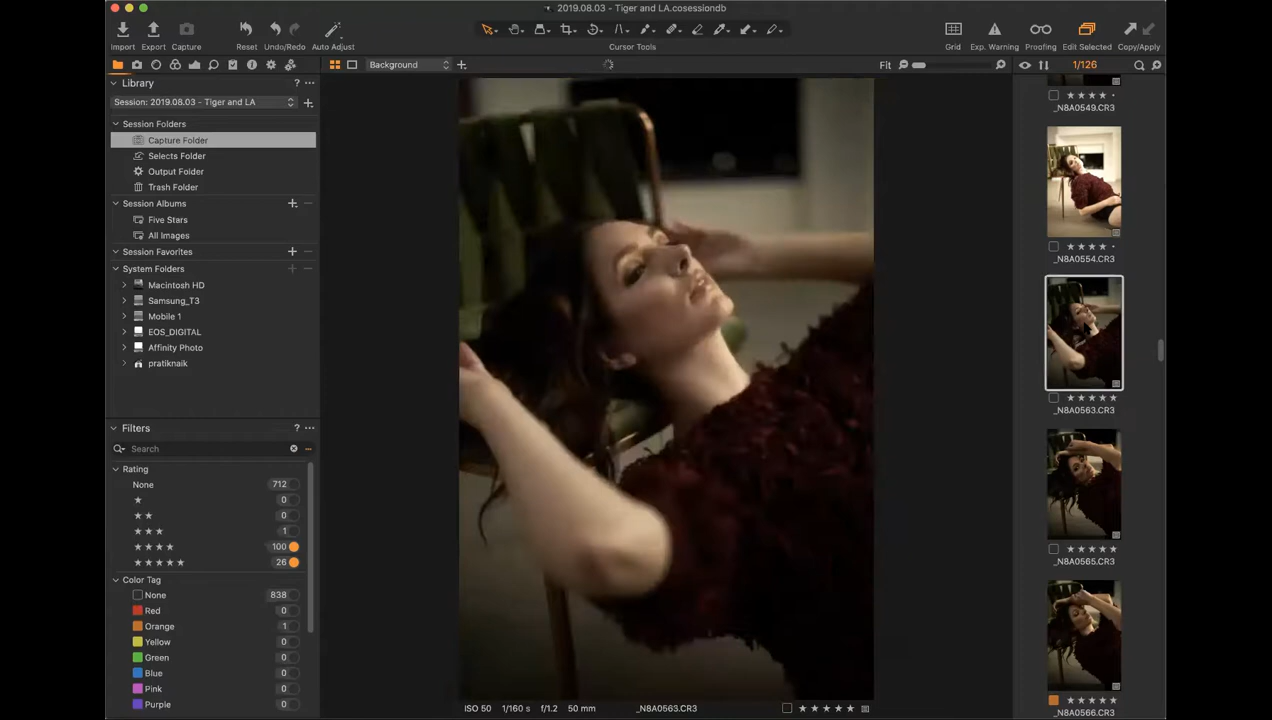 2019.08.03 - Tiger and LA.cosessiondb
Import Export Capture Reset Undo/Redo Auto Adjust Cursor Tools Grid Exp. Warning Proofing Edit Selected Copy/Apply
Background Fit 1/126
Library ?
Session: 2019.08.03 - Tiger and LA
Session Folders
Capture Folder
Selects Folder
Output Folder
Trash Folder
Session Albums
Five Stars
All Images
Session Favorites
System Folders
Macintosh HD
Samsung_T3
Mobile 1
EOS_DIGITAL
Affinity Photo
pratiknaik
Filters ?
Search
Rating
None 712
0
0
1
100
26
Color Tag
None 838
Red 0
Orange 1
Yellow 0
Green 0
Blue 0
Pink 0
Purple 0
ISO 50 1/160 s f/1.2 50 mm _N8A0563.CR3
_N8A0549.CR3
_N8A0554.CR3
_N8A0563.CR3
_N8A0565.CR3
_N8A0566.CR3